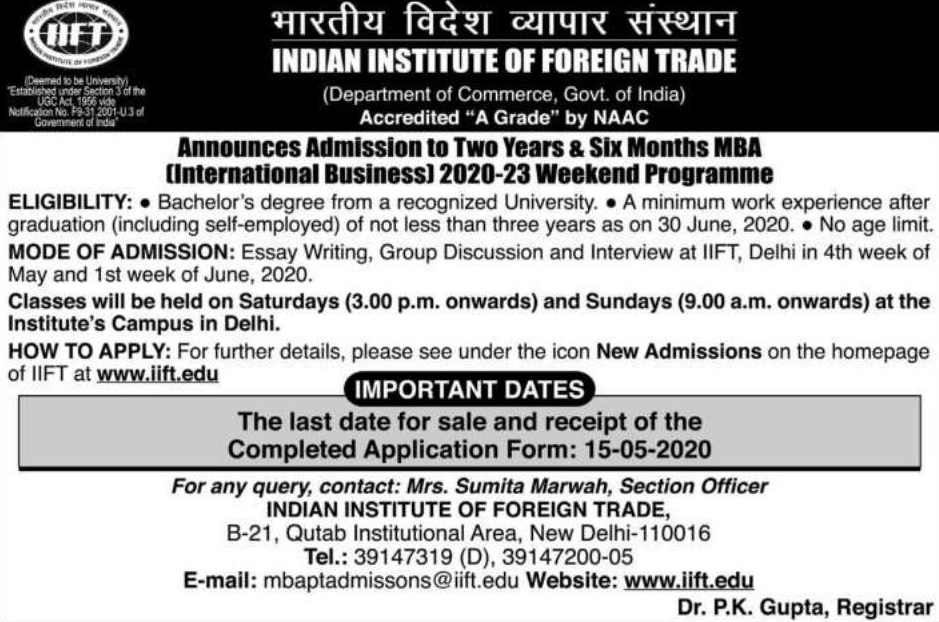 भारतीय विदेश व्यापार संस्थान
INDIAN INSTITUTE OF FOREIGN TRADE
(Department of Commerce, Govt. of India)
Accredited “A Grade” by NAAC
IIFT
INDIAN INSTITUTE OF FOREIGN TRADE
(Deemed to be University)
"Established under Section 3 of the
UGC Act, 1956 vide
Notification No. F9-31.2001-U.3 of
Government of India"
Announces Admission to Two Years & Six Months MBA
(International Business) 2020-23 Weekend Programme
ELIGIBILITY: ● Bachelor’s degree from a recognized University. ● A minimum work experience after
graduation (including self-employed) of not less than three years as on 30 June, 2020. ● No age limit.
MODE OF ADMISSION: Essay Writing, Group Discussion and Interview at IIFT, Delhi in 4th week of
May and 1st week of June, 2020.
Classes will be held on Saturdays (3.00 p.m. onwards) and Sundays (9.00 a.m. onwards) at the
Institute’s Campus in Delhi.
HOW TO APPLY: For further details, please see under the icon New Admissions on the homepage
of IIFT at www.iift.edu
IMPORTANT DATES
The last date for sale and receipt of the
Completed Application Form: 15-05-2020
For any query, contact: Mrs. Sumita Marwah, Section Officer
INDIAN INSTITUTE OF FOREIGN TRADE,
B-21, Qutab Institutional Area, New Delhi-110016
Tel.: 39147319 (D), 39147200-05
E-mail: mbaptadmissons@iift.edu Website: www.iift.edu
Dr. P.K. Gupta, Registrar